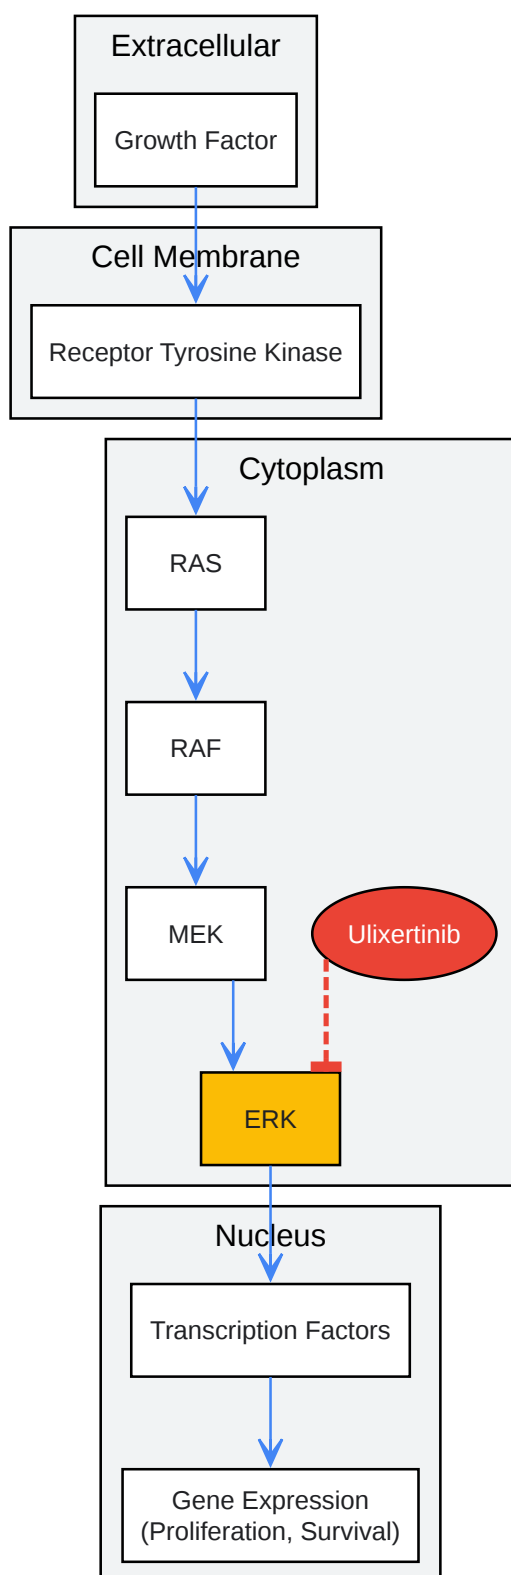 Extracellular
Growth Factor
Cell Membrane
Receptor Tyrosine Kinase
Cytoplasm
RAS
RAF
MEK
Ulixertinib
ERK
Nucleus
Transcription Factors
Gene Expression
(Proliferation, Survival)